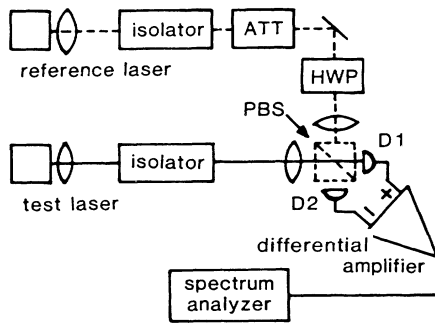 isolator
ATT
reference laser
HWP
PBS
D1
isolator
test laser
D2
+
−
differential
amplifier
spectrum
analyzer